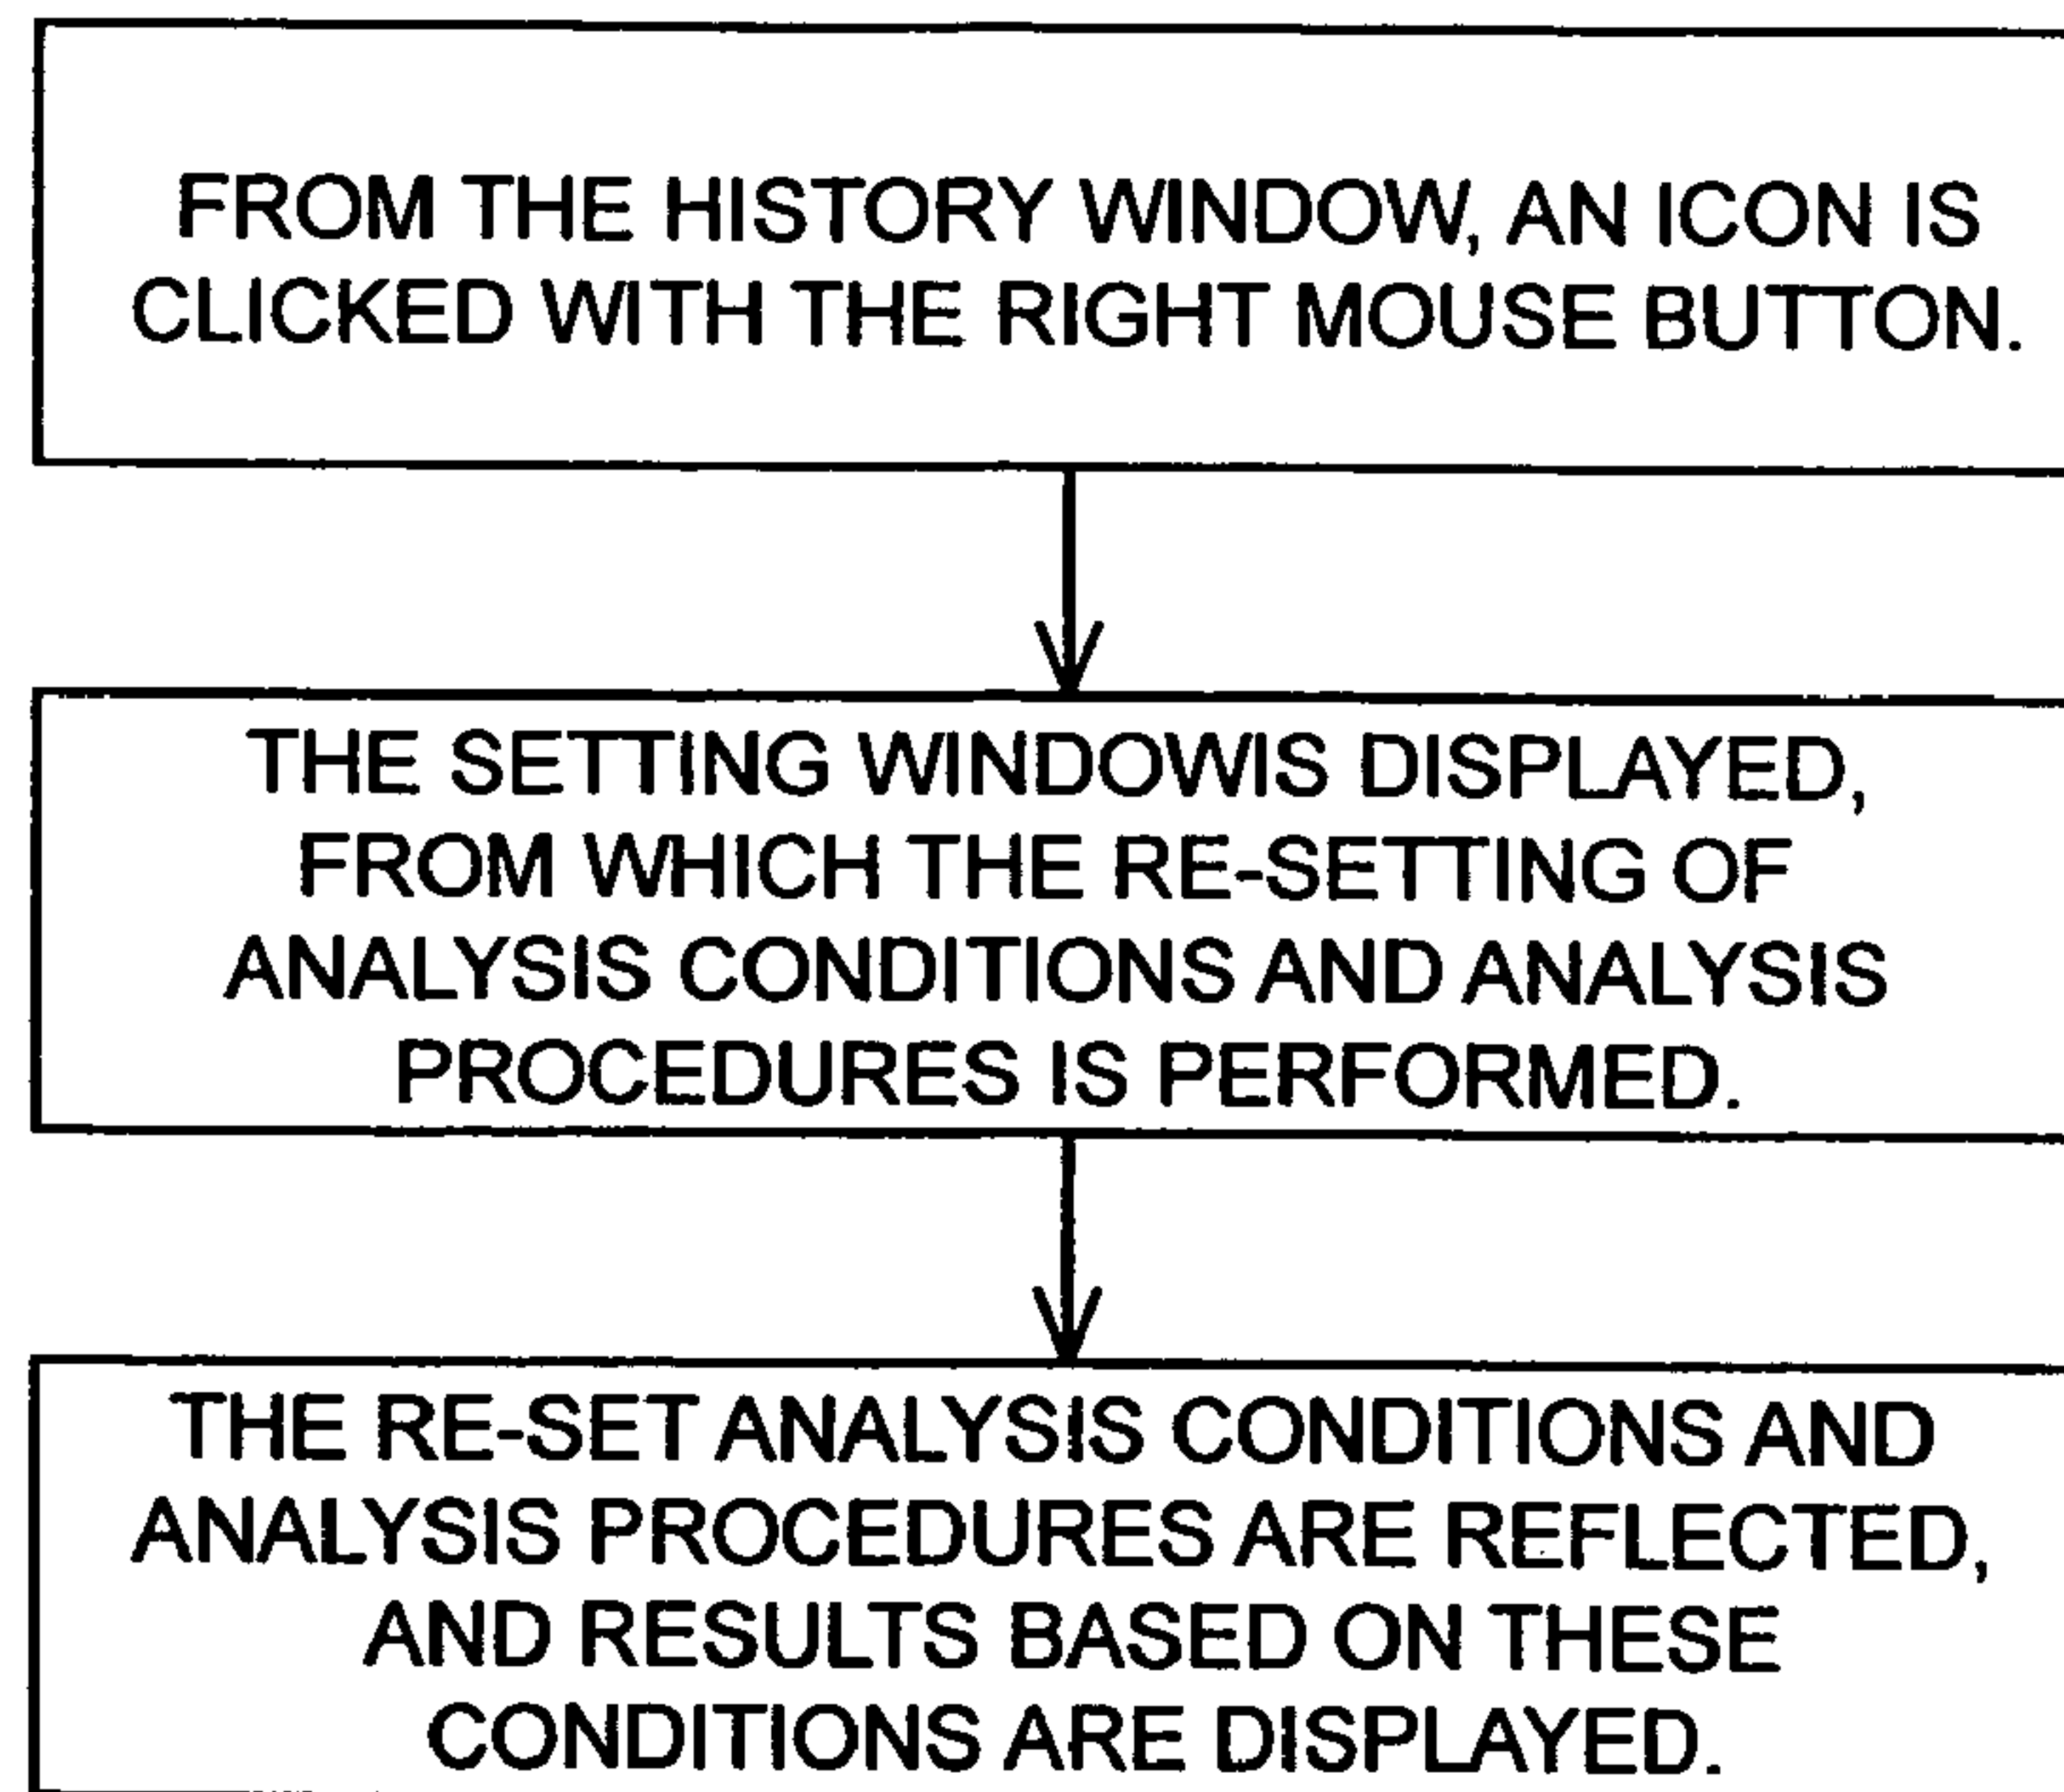 FROM THE HISTORY WINDOW, AN ICON IS
CLICKED WITH THE RIGHT MOUSE BUTTON.
THE SETTING WINDOWIS DISPLAYED,
FROM WHICH THE RE-SETTING OF
ANALYSIS CONDITIONS AND ANALYSIS
PROCEDURES IS PERFORMED.
THE RE-SET ANALYSIS CONDITIONS AND
ANALYSIS PROCEDURES ARE REFLECTED,
AND RESULTS BASED ON THESE
CONDITIONS ARE DISPLAYED.